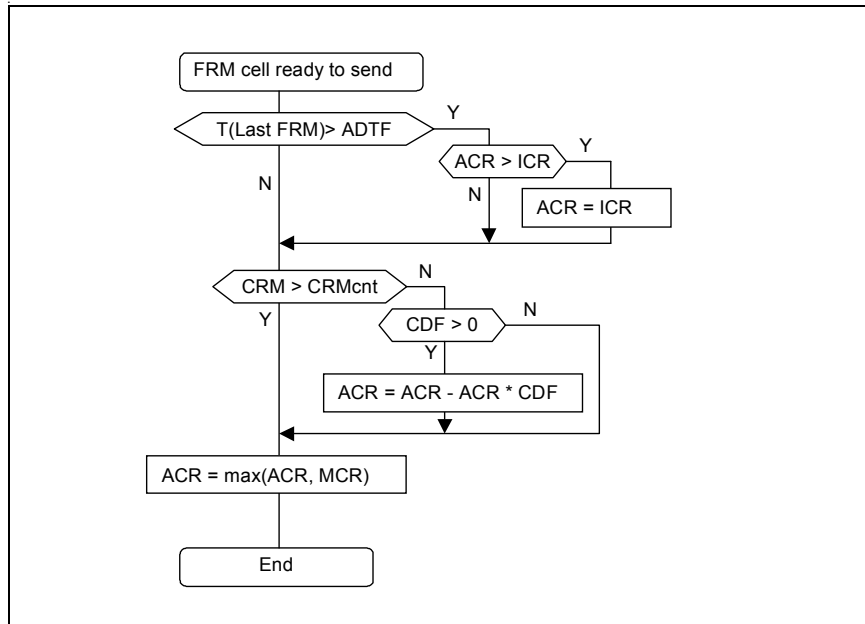 FRM cell ready to send
Y
T(Last FRM)> ADTF
Y
ACR > ICR
N
N
ACR = ICR
N
CRM > CRMcnt
N
Y
CDF > 0
Y
ACR = ACR - ACR * CDF
ACR = max(ACR, MCR)
End